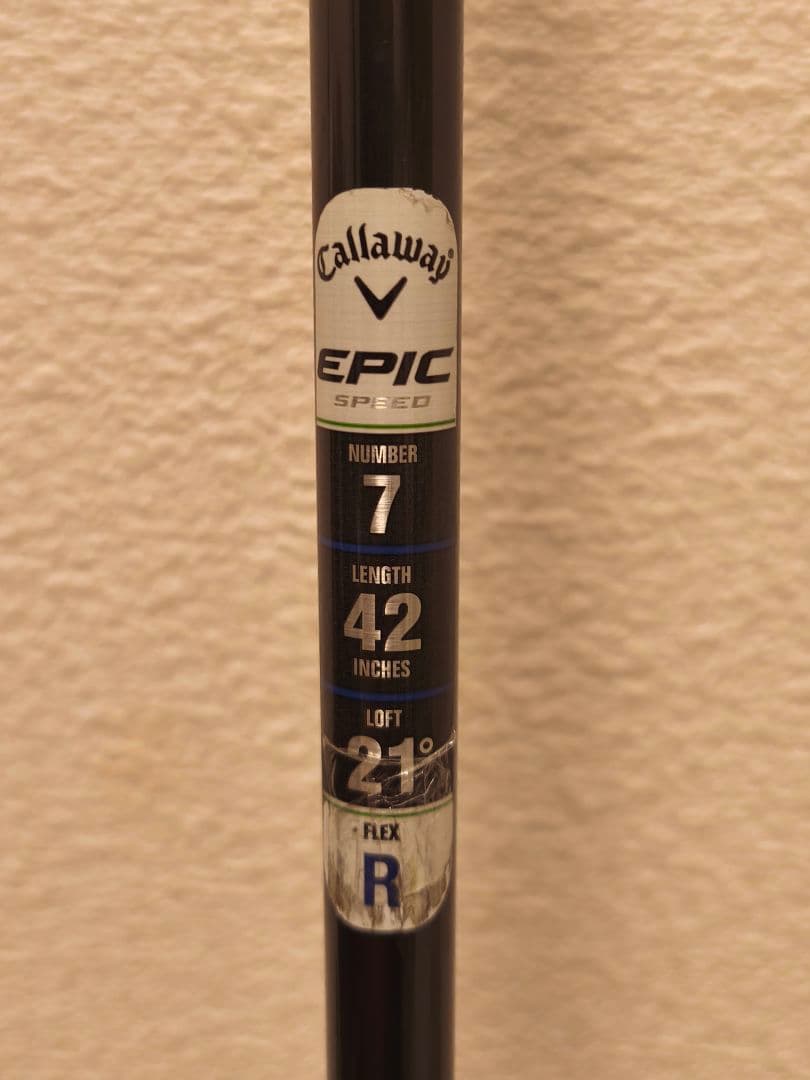 Callaway®
EPIC
SPEED
NUMBER
7
LENGTH
42
INCHES
LOFT
21°
FLEX
R